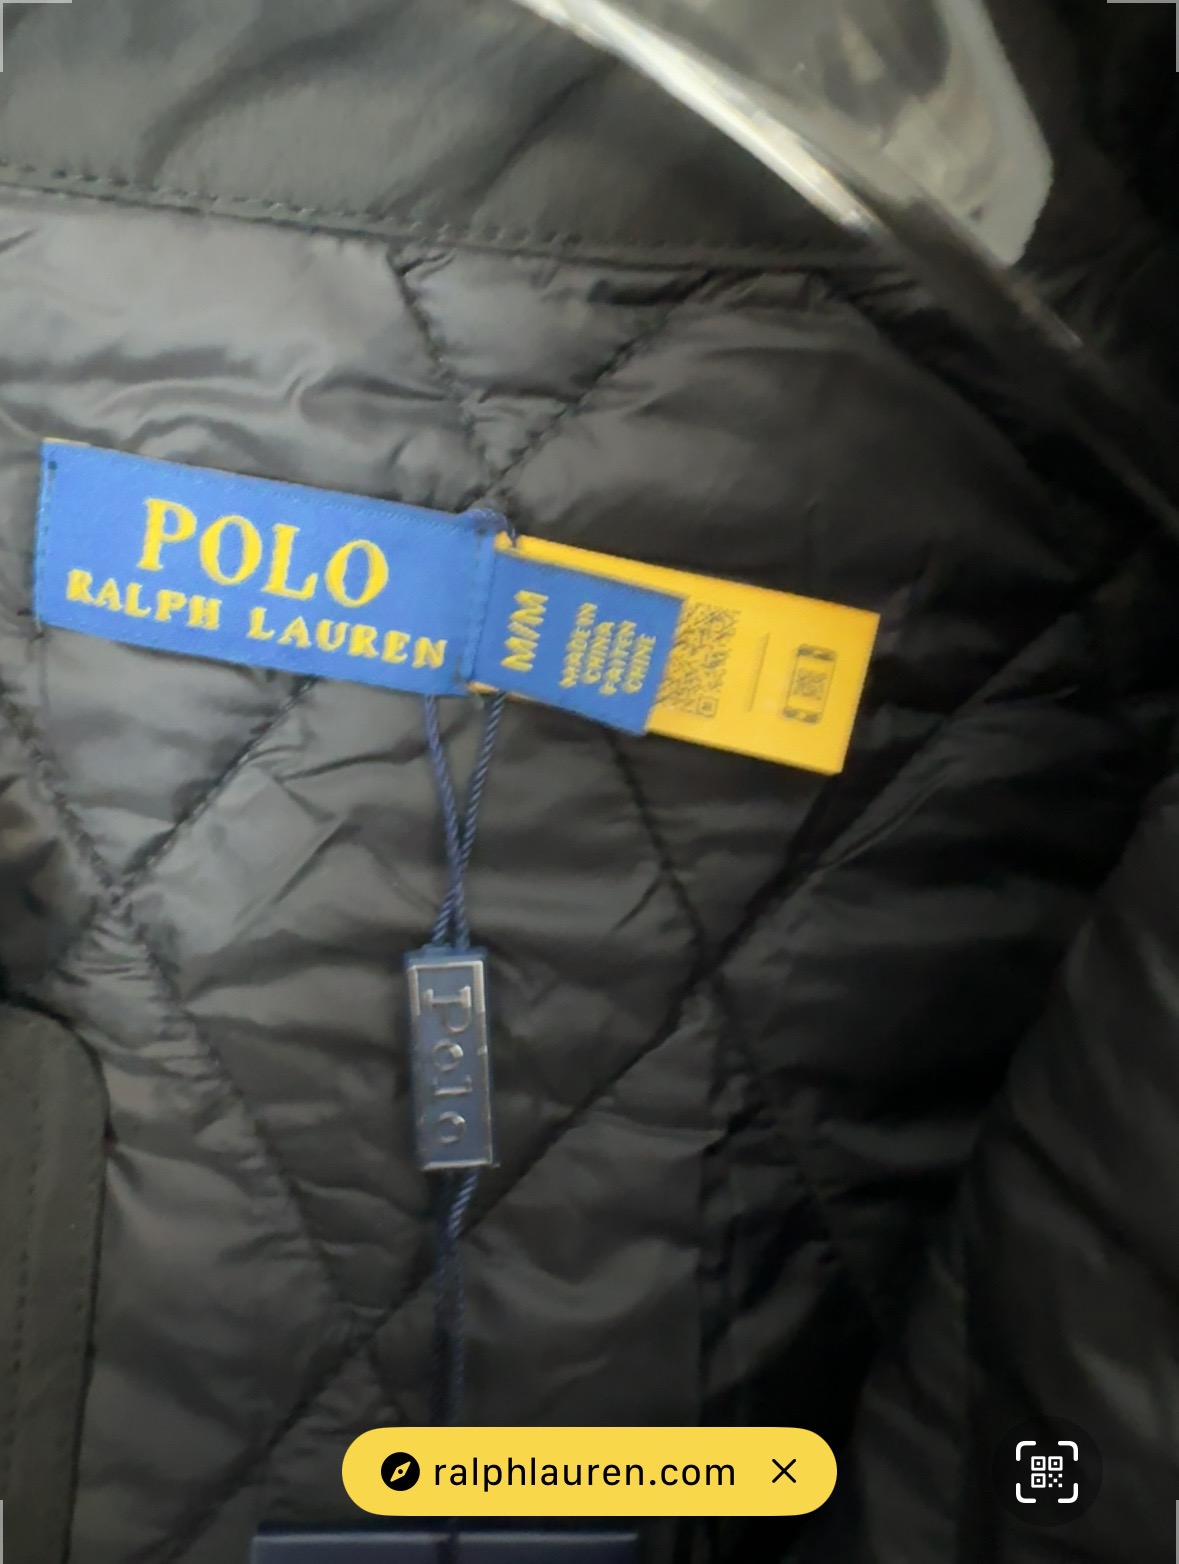 POLO
RALPH LAUREN
M/M
MADE IN
CHINA
FAIT EN
CHINE
Polo
ralphlauren.com